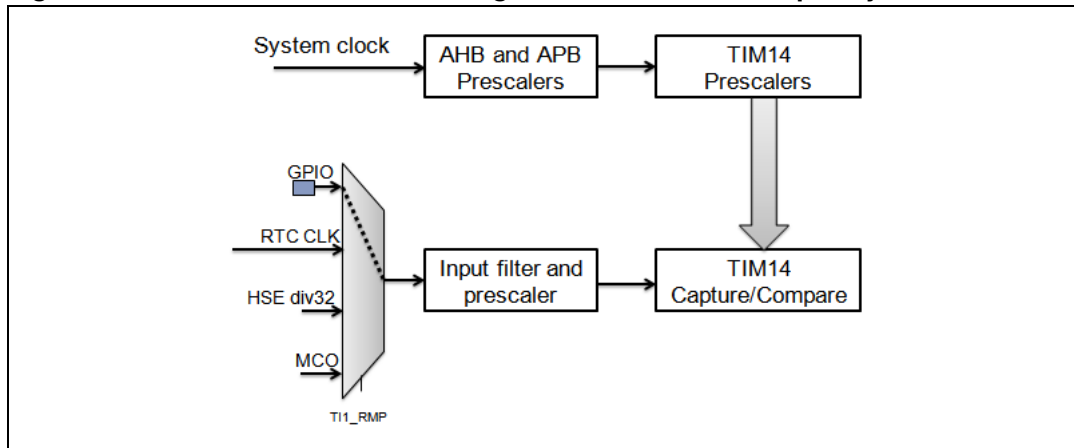 System clock
AHB and APB
Prescalers
TIM14
Prescalers
GPIO
RTC CLK
HSE div32
MCO
TI1_RMP
Input filter and
prescaler
TIM14
Capture/Compare